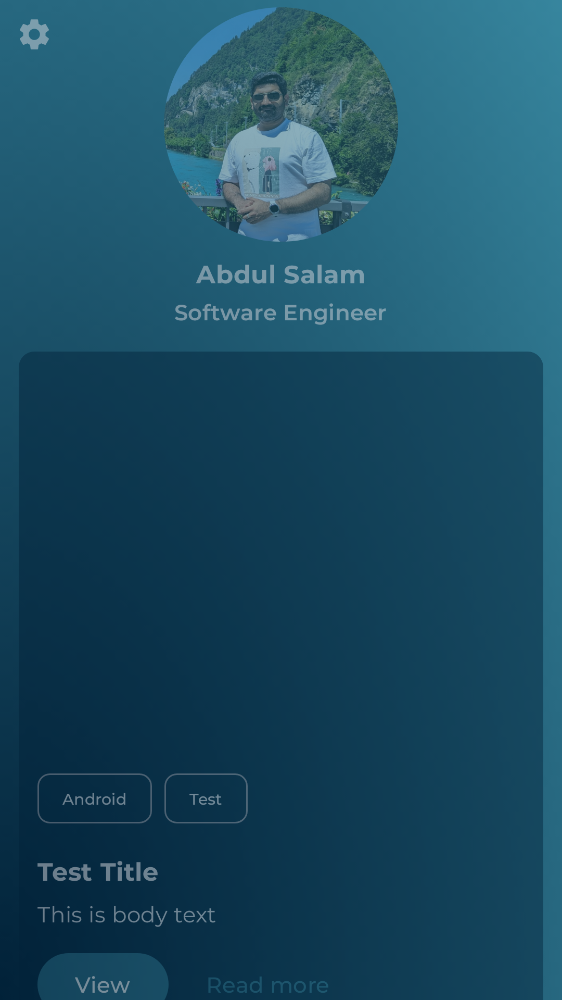 Abdul Salam
Software Engineer
Android Test
Test Title
This is body text
View Read more